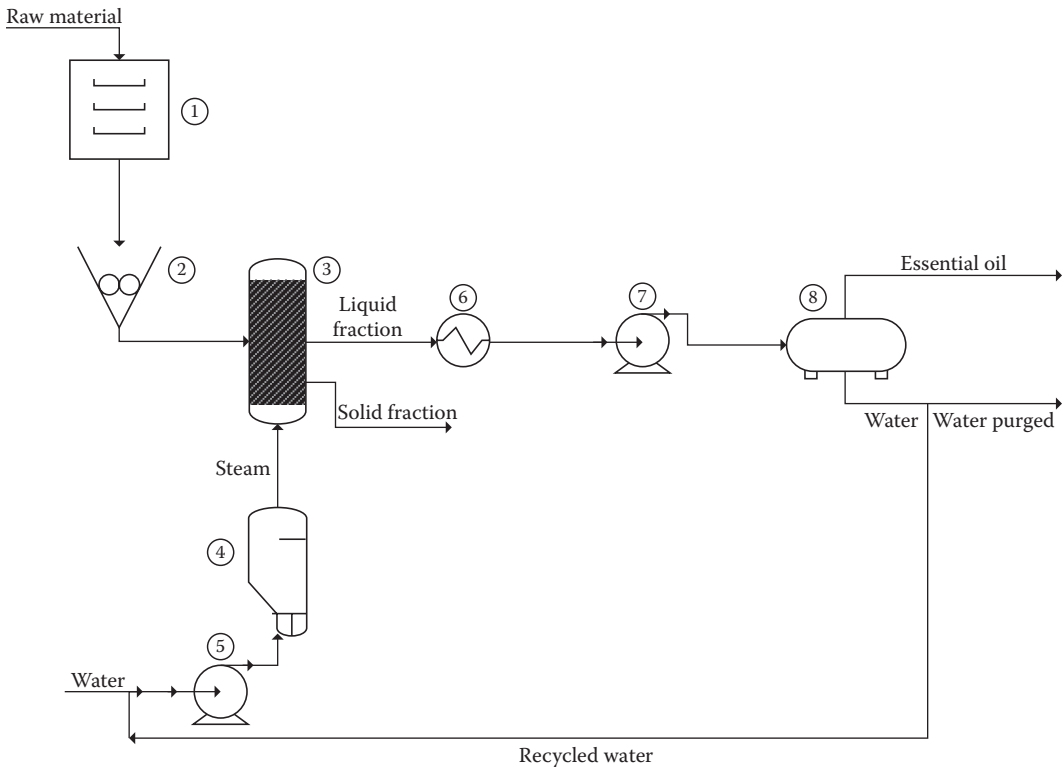 Raw material
1
2
3
Liquid
fraction
6
7
8
Essential oil
Solid fraction
Water
Water purged
Steam
4
5
Water
Recycled water